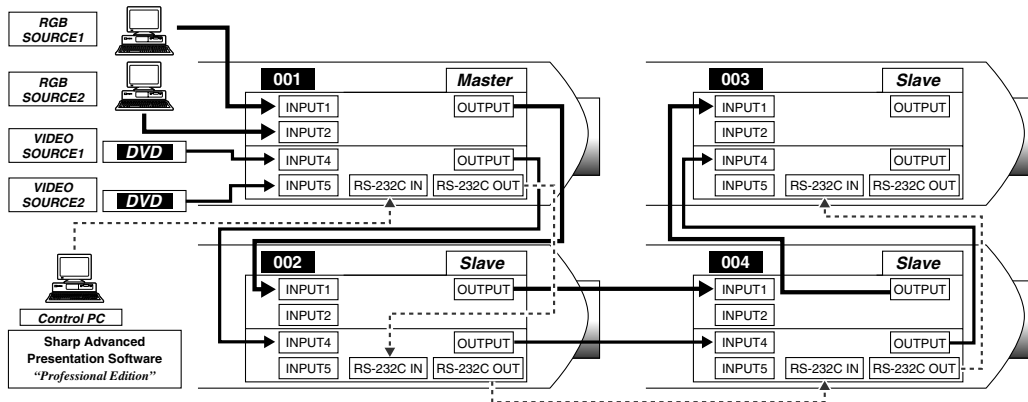 RGB
SOURCE1
RGB
SOURCE2
VIDEO
SOURCE1
DVD
VIDEO
SOURCE2
DVD
Control PC
Sharp Advanced
Presentation Software
“Professional Edition”
001
Master
INPUT1
OUTPUT
INPUT2
INPUT4
OUTPUT
INPUT5
RS-232C IN
RS-232C OUT
002
Slave
INPUT1
OUTPUT
INPUT2
INPUT4
OUTPUT
INPUT5
RS-232C IN
RS-232C OUT
003
Slave
INPUT1
OUTPUT
INPUT2
INPUT4
OUTPUT
INPUT5
RS-232C IN
RS-232C OUT
004
Slave
INPUT1
OUTPUT
INPUT2
INPUT4
OUTPUT
INPUT5
RS-232C IN
RS-232C OUT